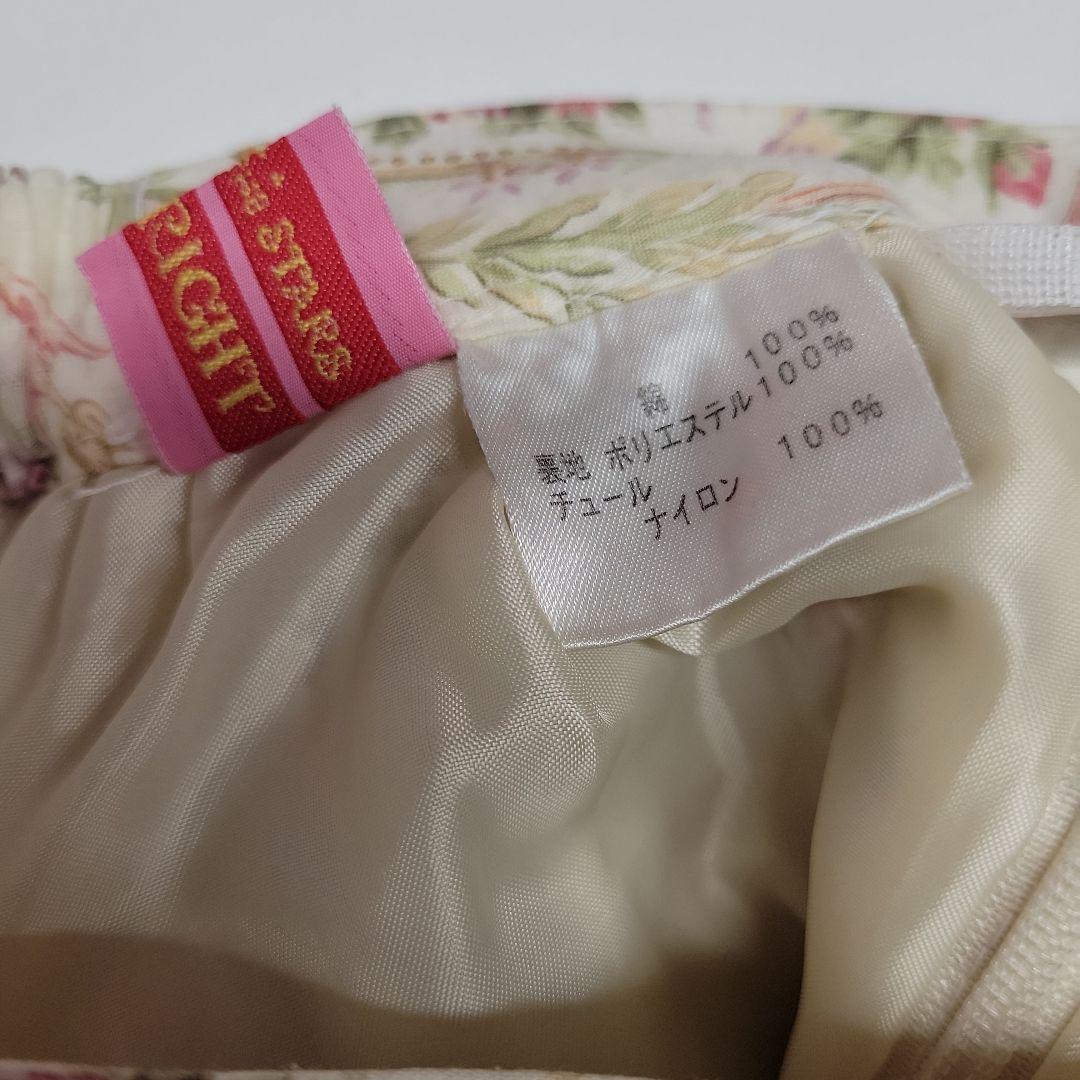 STARS
RIGHT
綿 100%
裏地 ポリエステル100%
チュール
ナイロン 100%